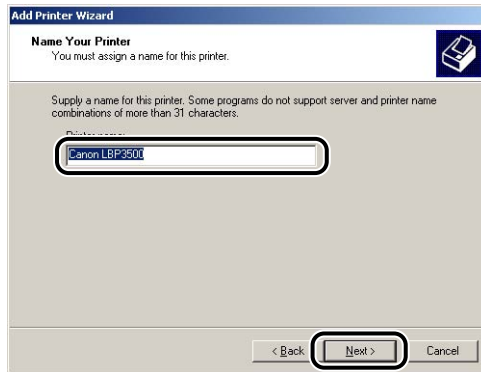 Add Printer Wizard
Name Your Printer
You must assign a name for this printer.
Supply a name for this printer. Some programs do not support server and printer name
combinations of more than 31 characters.
Printer name:
Canon LBP3500
< Back
Next >
Cancel